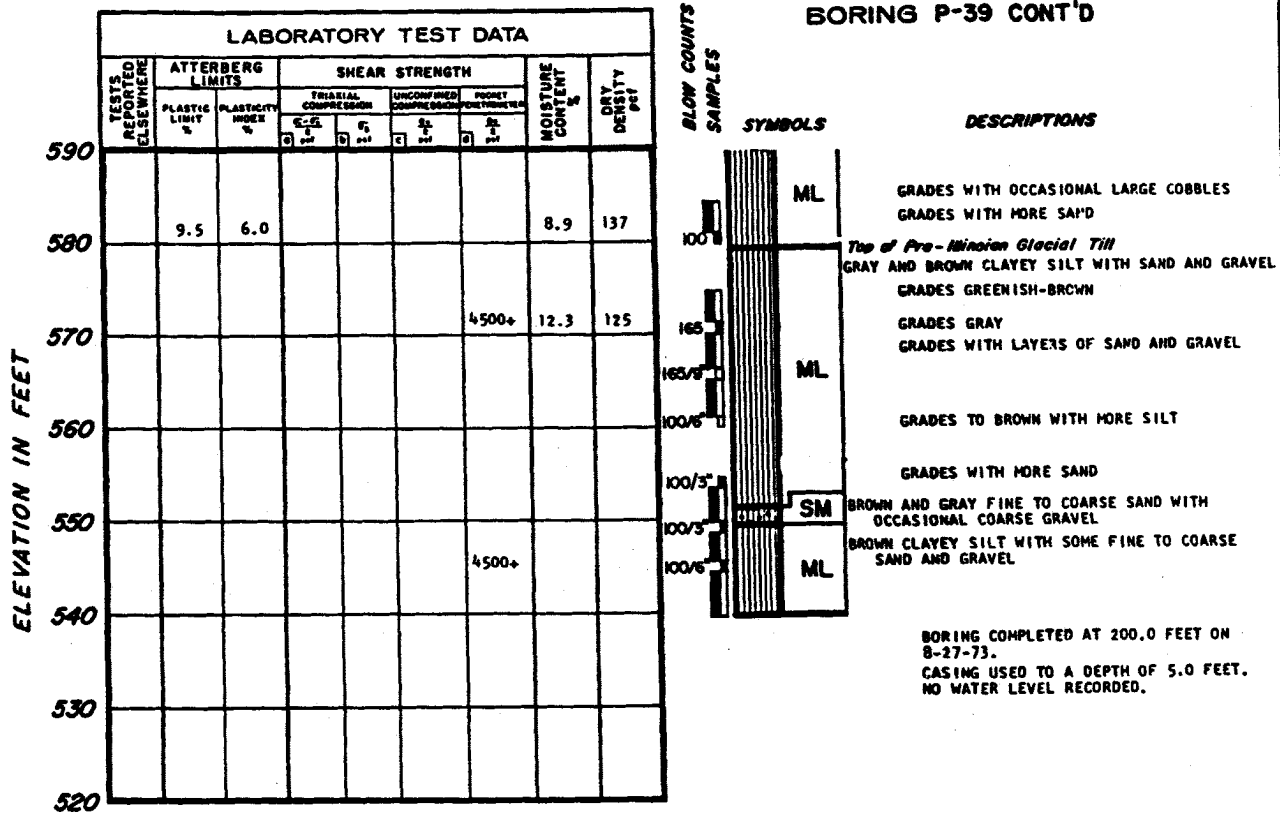 BORING P-39 CONT'D
LABORATORY TEST DATA
TESTS REPORTED ELSEWHERE
ATTERBERG LIMITS
PLASTIC LIMIT %
PLASTICITY INDEX %
SHEAR STRENGTH
TRIAXIAL COMPRESSION
UNCONFINED COMPRESSION
POCKET PENETROMETER
a psf
b psf
c psf
d psf
MOISTURE CONTENT %
DRY DENSITY pcf
BLOW COUNTS
SAMPLES
SYMBOLS
DESCRIPTIONS
ELEVATION IN FEET
590
580
570
560
550
540
530
520
9.5 6.0 8.9 137
4500+ 12.3 125
4500+
100
165
165/9"
100/6"
100/3"
100/3"
100/6"
ML
ML
SM
ML
GRADES WITH OCCASIONAL LARGE COBBLES
GRADES WITH MORE SAND
Top of Pre-Illinoian Glacial Till
GRAY AND BROWN CLAYEY SILT WITH SAND AND GRAVEL
GRADES GREENISH-BROWN
GRADES GRAY
GRADES WITH LAYERS OF SAND AND GRAVEL
GRADES TO BROWN WITH MORE SILT
GRADES WITH MORE SAND
BROWN AND GRAY FINE TO COARSE SAND WITH
OCCASIONAL COARSE GRAVEL
BROWN CLAYEY SILT WITH SOME FINE TO COARSE
SAND AND GRAVEL
BORING COMPLETED AT 200.0 FEET ON
8-27-73.
CASING USED TO A DEPTH OF 5.0 FEET.
NO WATER LEVEL RECORDED.